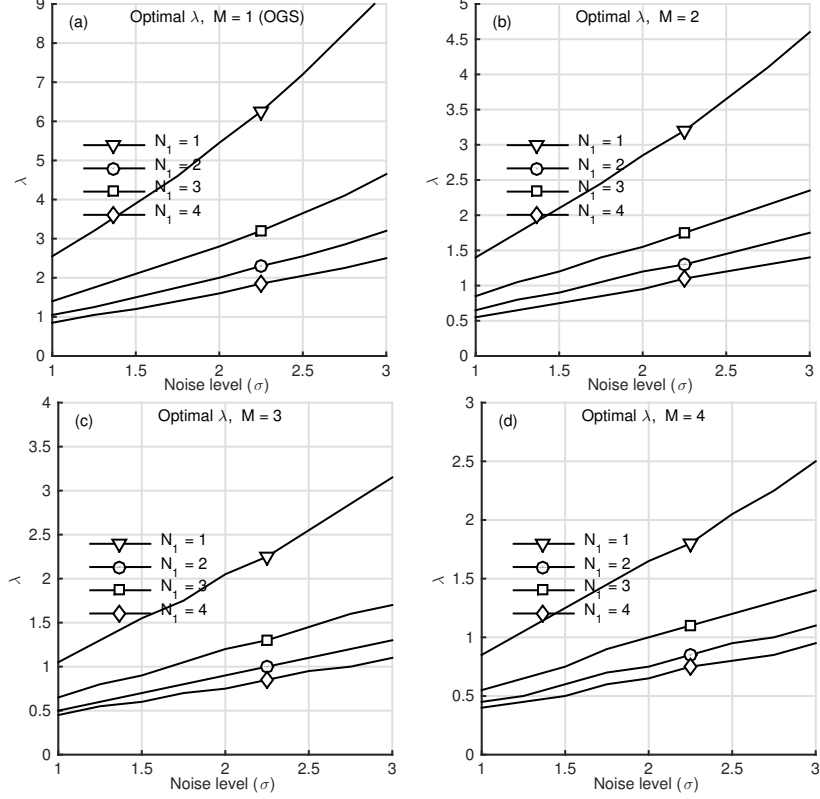 (a) Optimal λ, M = 1 (OGS)
9
8
7
6
5
4
3
2
1
0
λ
N1 = 1
N1 = 2
N1 = 3
N1 = 4
1 1.5 2 2.5 3
Noise level (σ)
(b) Optimal λ, M = 2
5
4.5
4
3.5
3
2.5
2
1.5
1
0.5
0
λ
N1 = 1
N1 = 2
N1 = 3
N1 = 4
1 1.5 2 2.5 3
Noise level (σ)
(c) Optimal λ, M = 3
4
3.5
3
2.5
2
1.5
1
0.5
0
λ
N1 = 1
N1 = 2
N1 = 3
N1 = 4
1 1.5 2 2.5 3
Noise level (σ)
(d) Optimal λ, M = 4
3
2.5
2
1.5
1
0.5
0
λ
N1 = 1
N1 = 2
N1 = 3
N1 = 4
1 1.5 2 2.5 3
Noise level (σ)